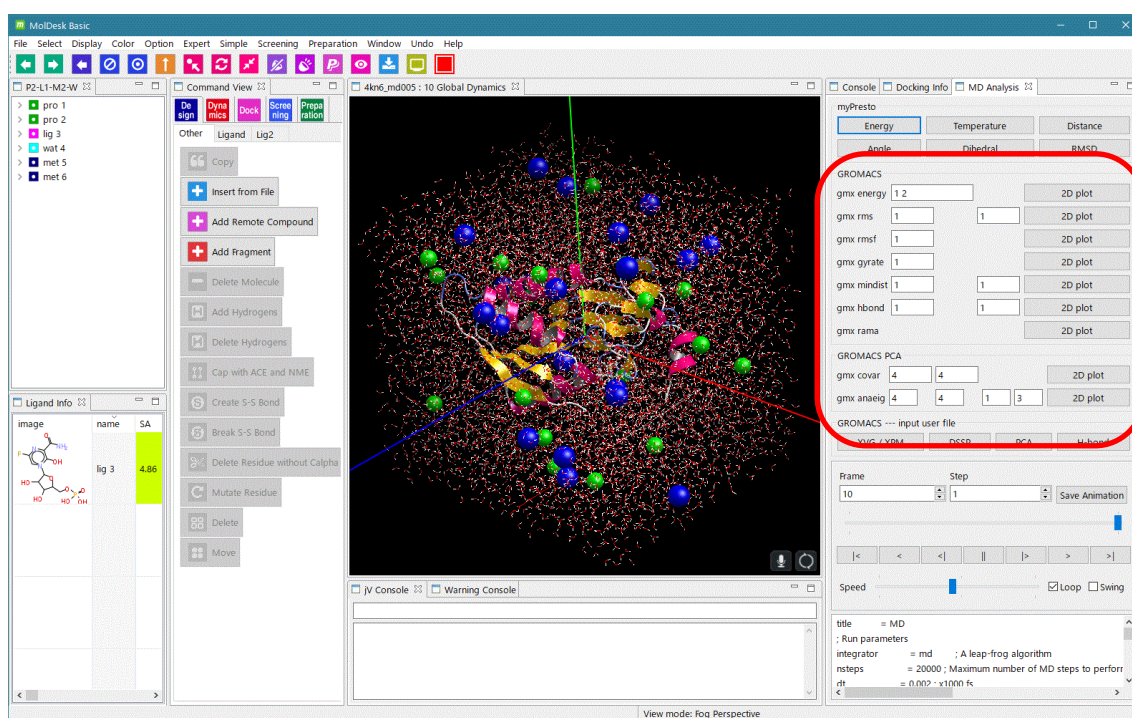 MolDesk Basic
File Select Display Color Option Expert Simple Screening Preparation Window Undo Help
P2-L1-M2-W
pro 1
pro 2
lig 3
wat 4
met 5
met 6
Ligand Info
image name SA
lig 3 4.86
Command View
De sign
Dyna mics
Dock
Scree ning
Prepa ration
Other Ligand Lig2
Copy
Insert from File
Add Remote Compound
Add Fragment
Delete Molecule
Add Hydrogens
Delete Hydrogens
Cap with ACE and NME
Create S-S Bond
Break S-S Bond
Delete Residue without Calpha
Mutate Residue
Delete
Move
4kn6_md005 : 10 Global Dynamics
jV Console Warning Console
Console Docking Info MD Analysis
myPresto
Energy Temperature Distance
Angle Dihedral RMSD
GROMACS
gmx energy 1 2 2D plot
gmx rms 1 1 2D plot
gmx rmsf 1 2D plot
gmx gyrate 1 2D plot
gmx mindist 1 1 2D plot
gmx hbond 1 1 2D plot
gmx rama 2D plot
GROMACS PCA
gmx covar 4 4 2D plot
gmx anaeig 4 4 1 3 2D plot
GROMACS --- input user file
XVG / XPM DSSP PCA H-bond
Frame Step
10 1 Save Animation
|< < <| || |> > >|
Speed Loop Swing
title = MD
; Run parameters
integrator = md ; A leap-frog algorithm
nsteps = 20000 ; Maximum number of MD steps to perforr
dt = 0.002 ; x1000 fs
View mode: Fog Perspective